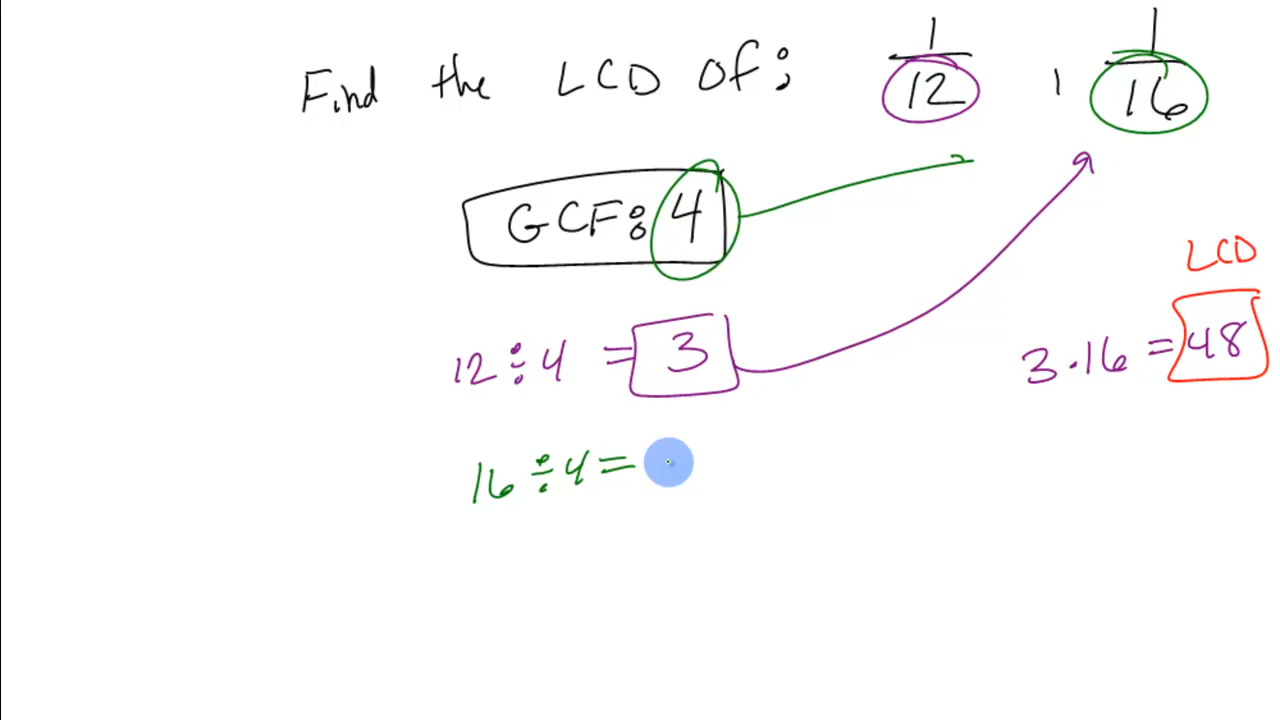 Find the LCD Of: 1/12 , 1/16
GCF: 4
LCD
12 ÷ 4 = 3
3 · 16 = 48
16 ÷ 4 =